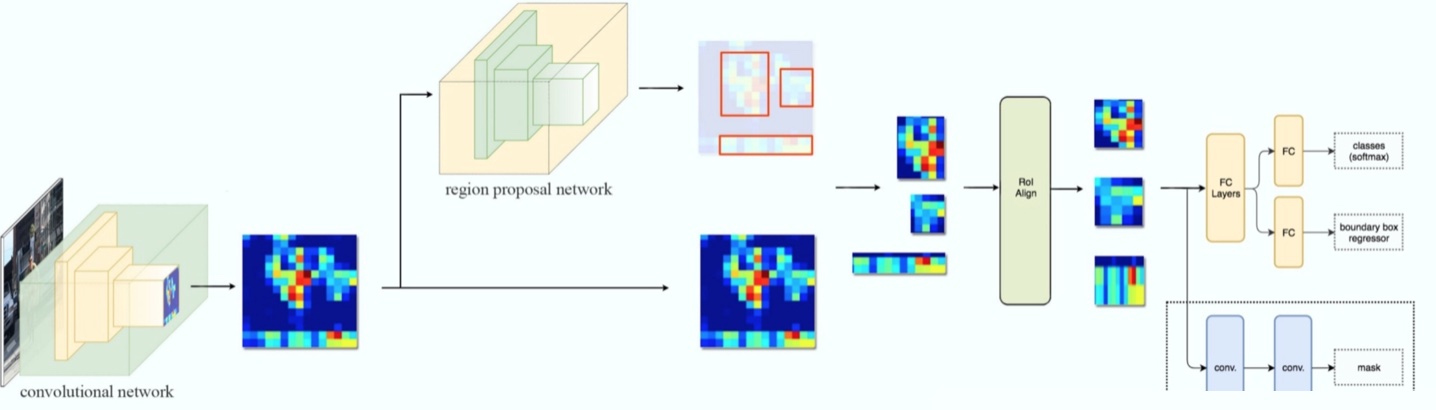 region proposal network
convolutional network
RoI
Align
FC
Layers
FC
classes
(softmax)
FC
boundary box
regressor
conv.
conv.
mask